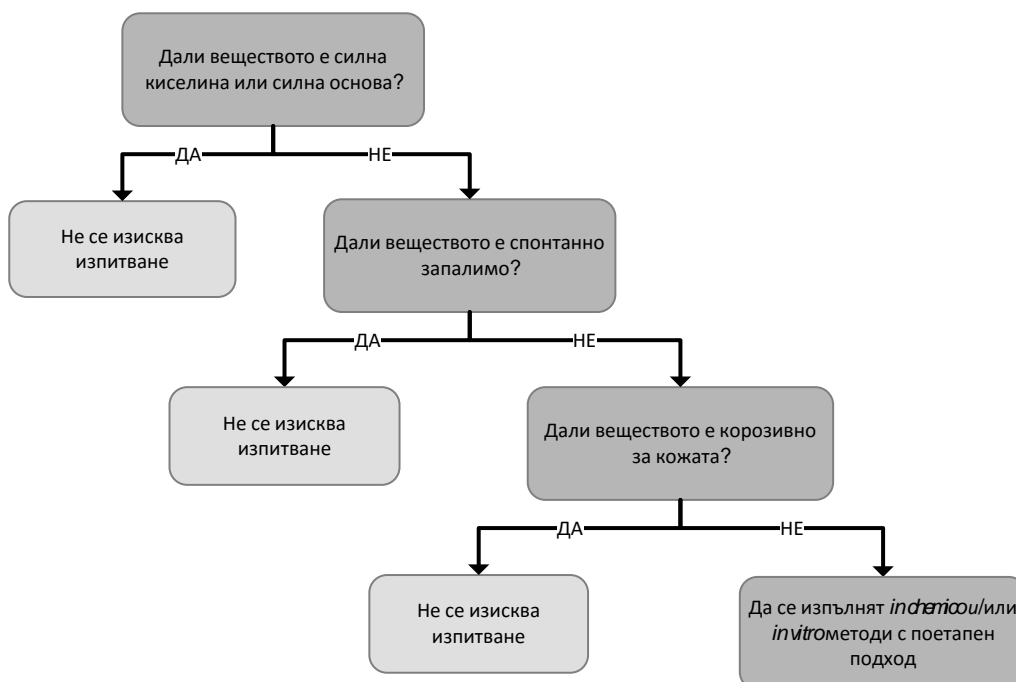 Дали веществото е силна
киселина или силна основа?
ДА
НЕ
Не се изисква
изпитване
Дали веществото е спонтанно
запалимо?
ДА
НЕ
Не се изисква
изпитване
Дали веществото е корозивно
за кожата?
ДА
НЕ
Не се изисква
изпитване
Да се изпълнят in chemico и/или
in vitro методи с поетапен
подход